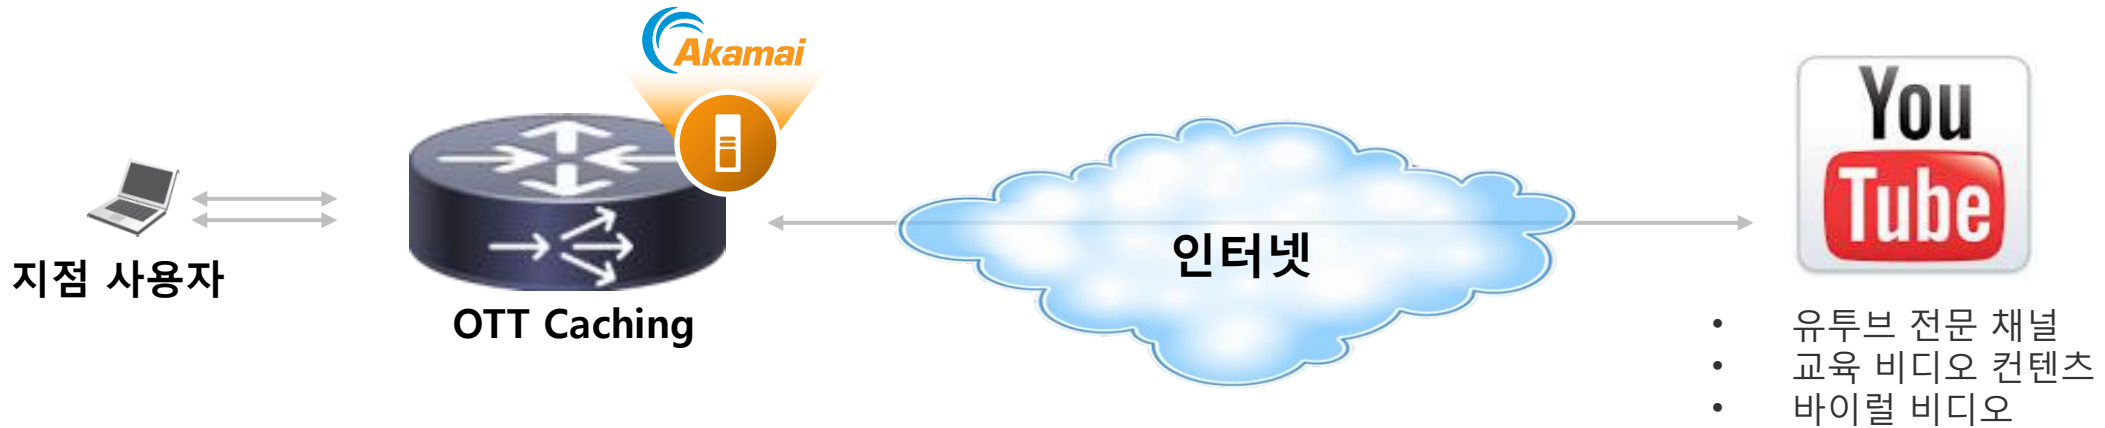 Akamai
You
Tube
지점 사용자
인터넷
OTT Caching
• 유투브 전문 채널
• 교육 비디오 컨텐츠
• 바이럴 비디오